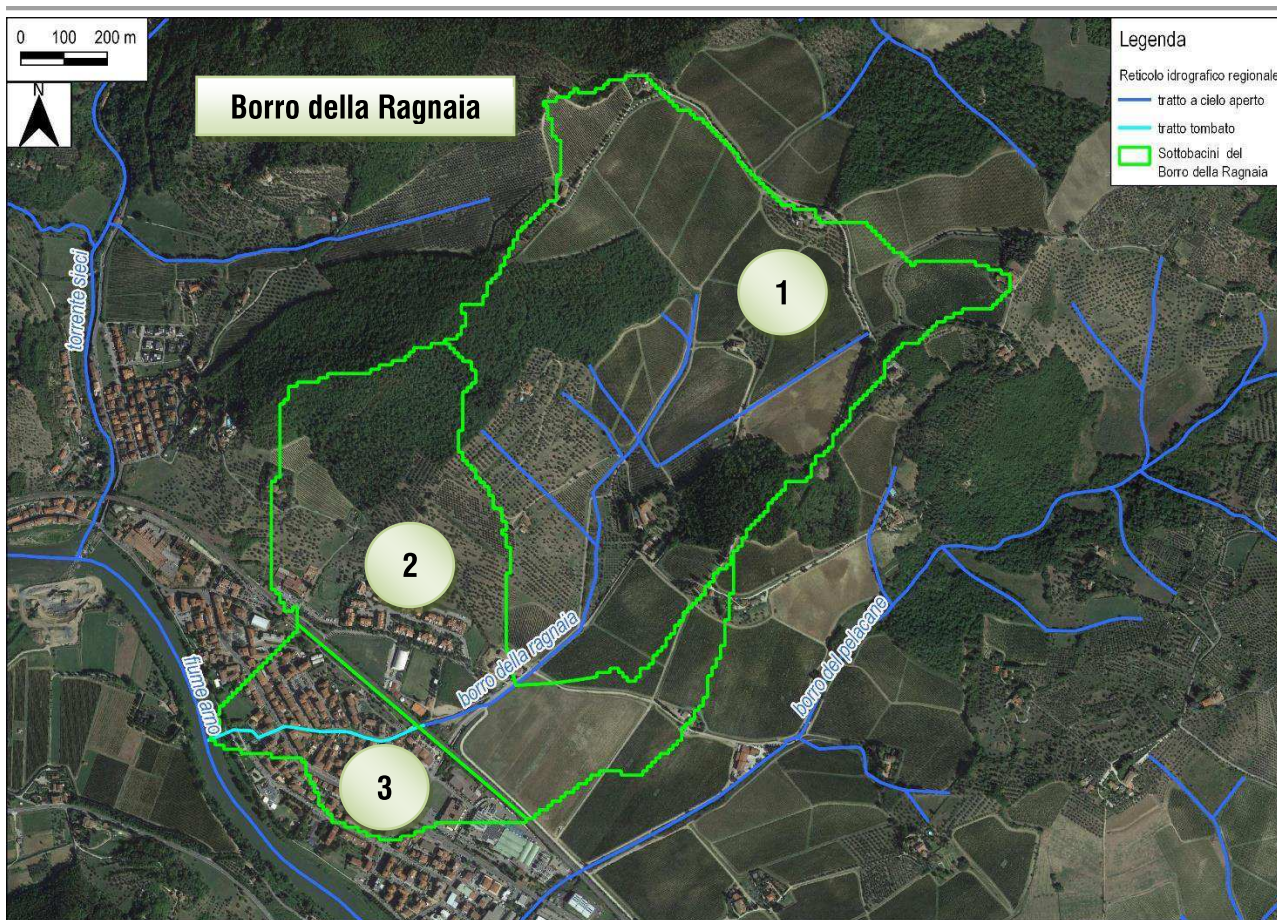 0 100 200 m
N
Borro della Ragnaia
Legenda
Reticolo idrografico regionale
tratto a cielo aperto
tratto tombato
Sottobacini del
Borro della Ragnaia
torrente sieci
1
2
borro della ragnaia
borro del pelacane
fiume arno
3